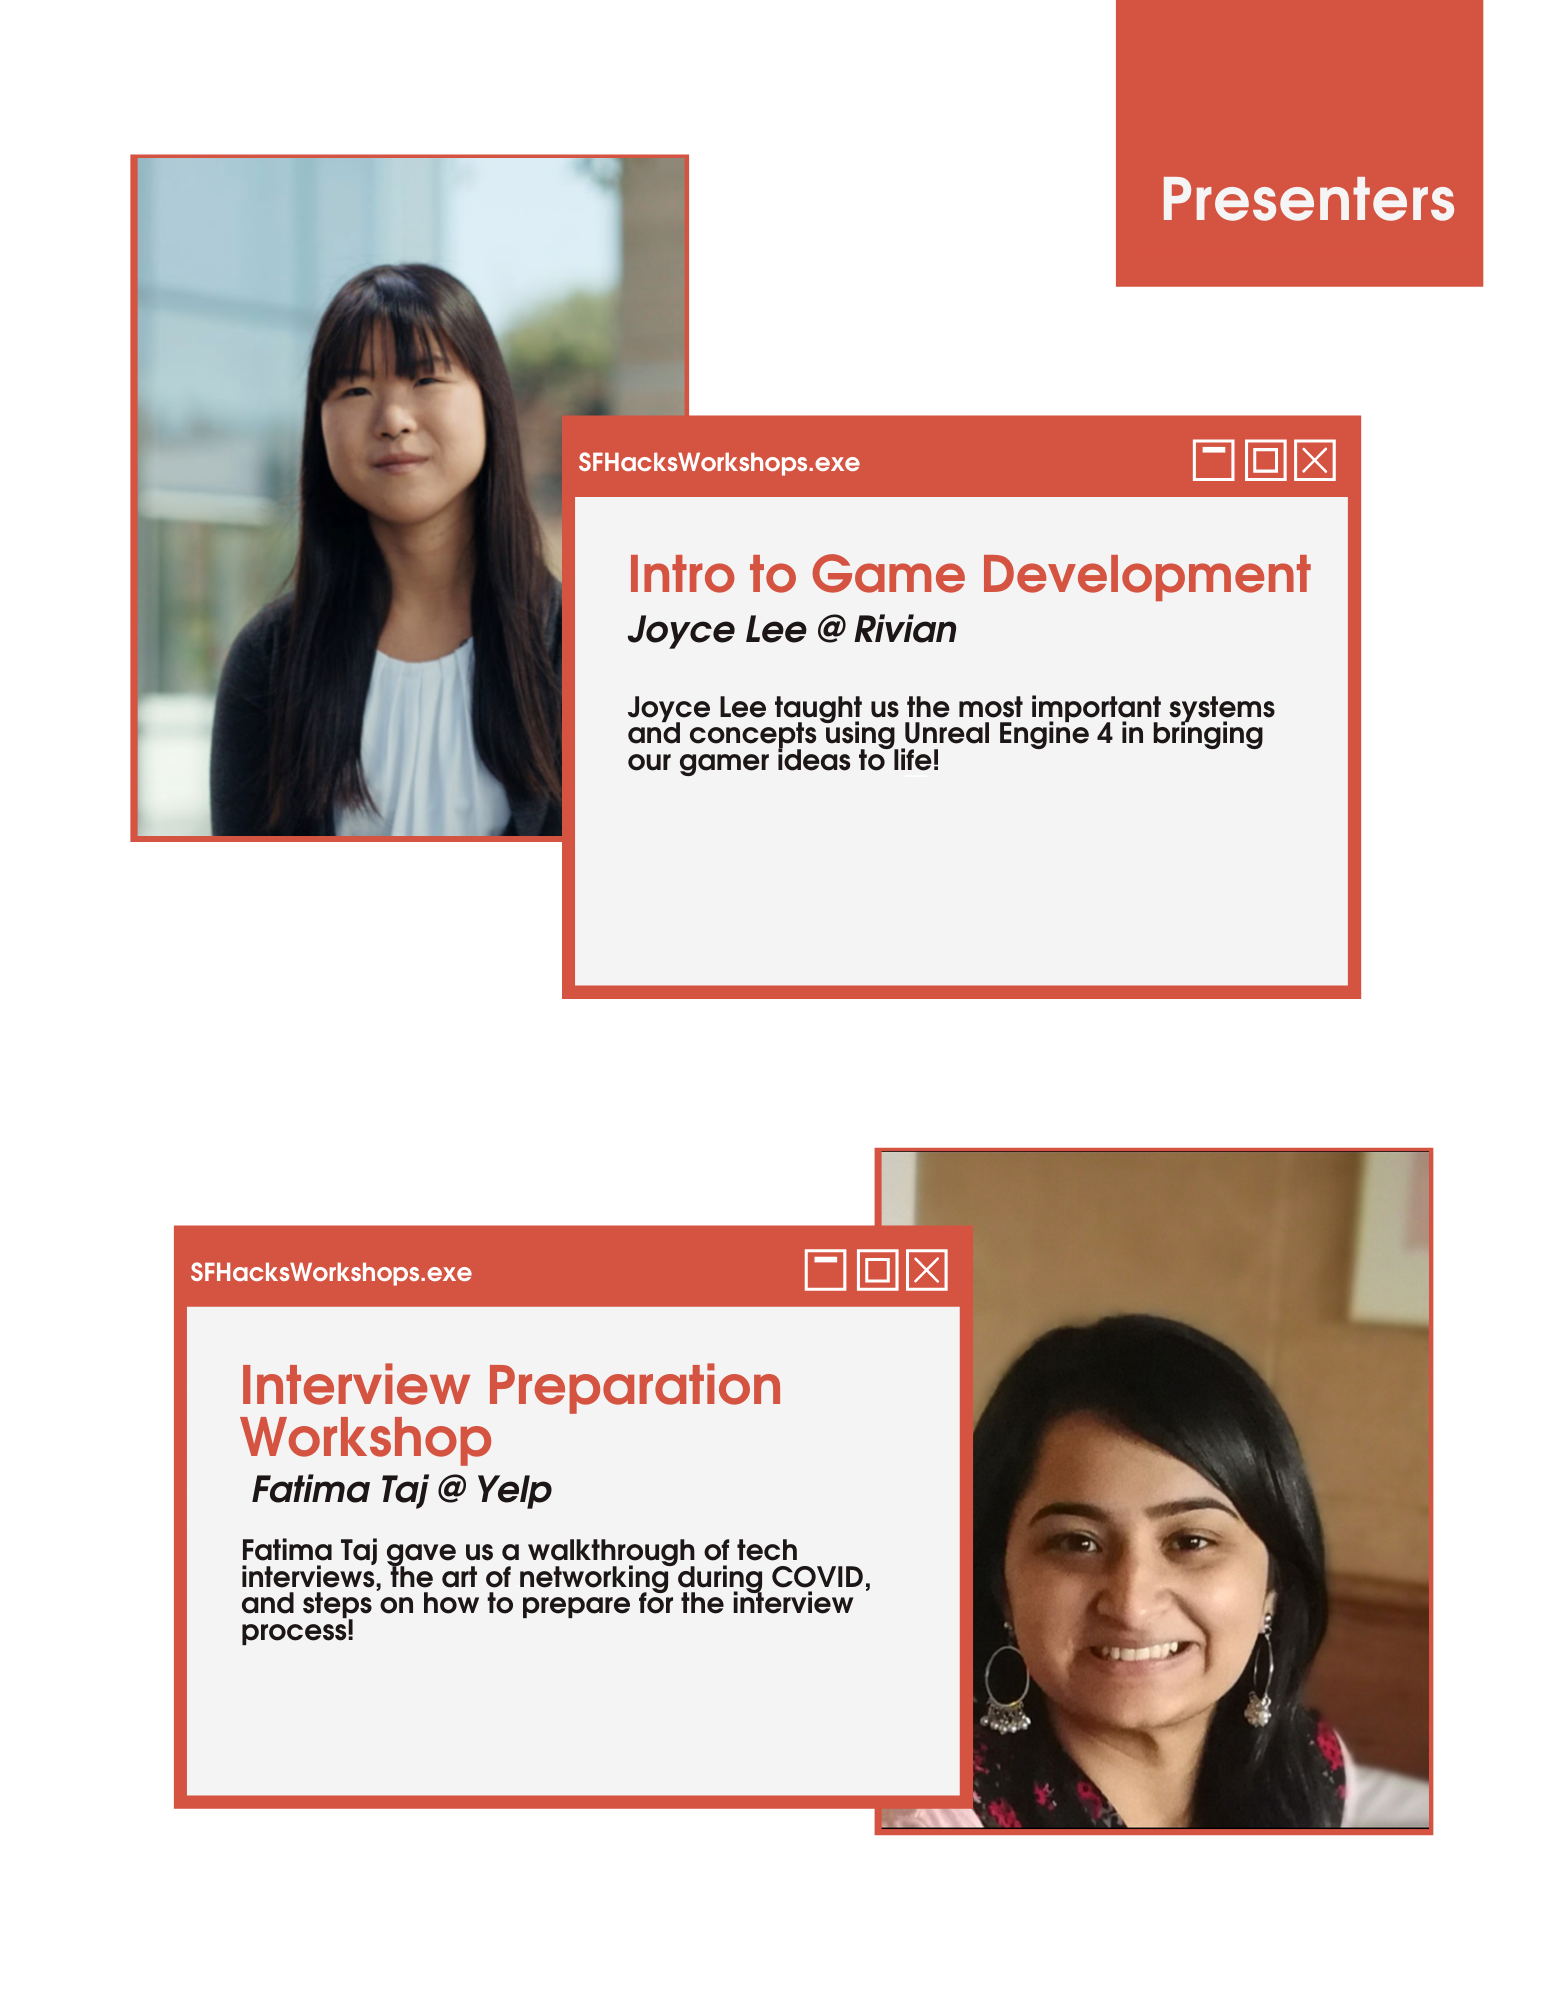 Presenters
SFHacksWorkshops.exe
Intro to Game Development
Joyce Lee @ Rivian
Joyce Lee taught us the most important systems
and concepts using Unreal Engine 4 in bringing
our gamer ideas to life!
SFHacksWorkshops.exe
Interview Preparation
Workshop
Fatima Taj @ Yelp
Fatima Taj gave us a walkthrough of tech
interviews, the art of networking during COVID,
and steps on how to prepare for the interview
process!